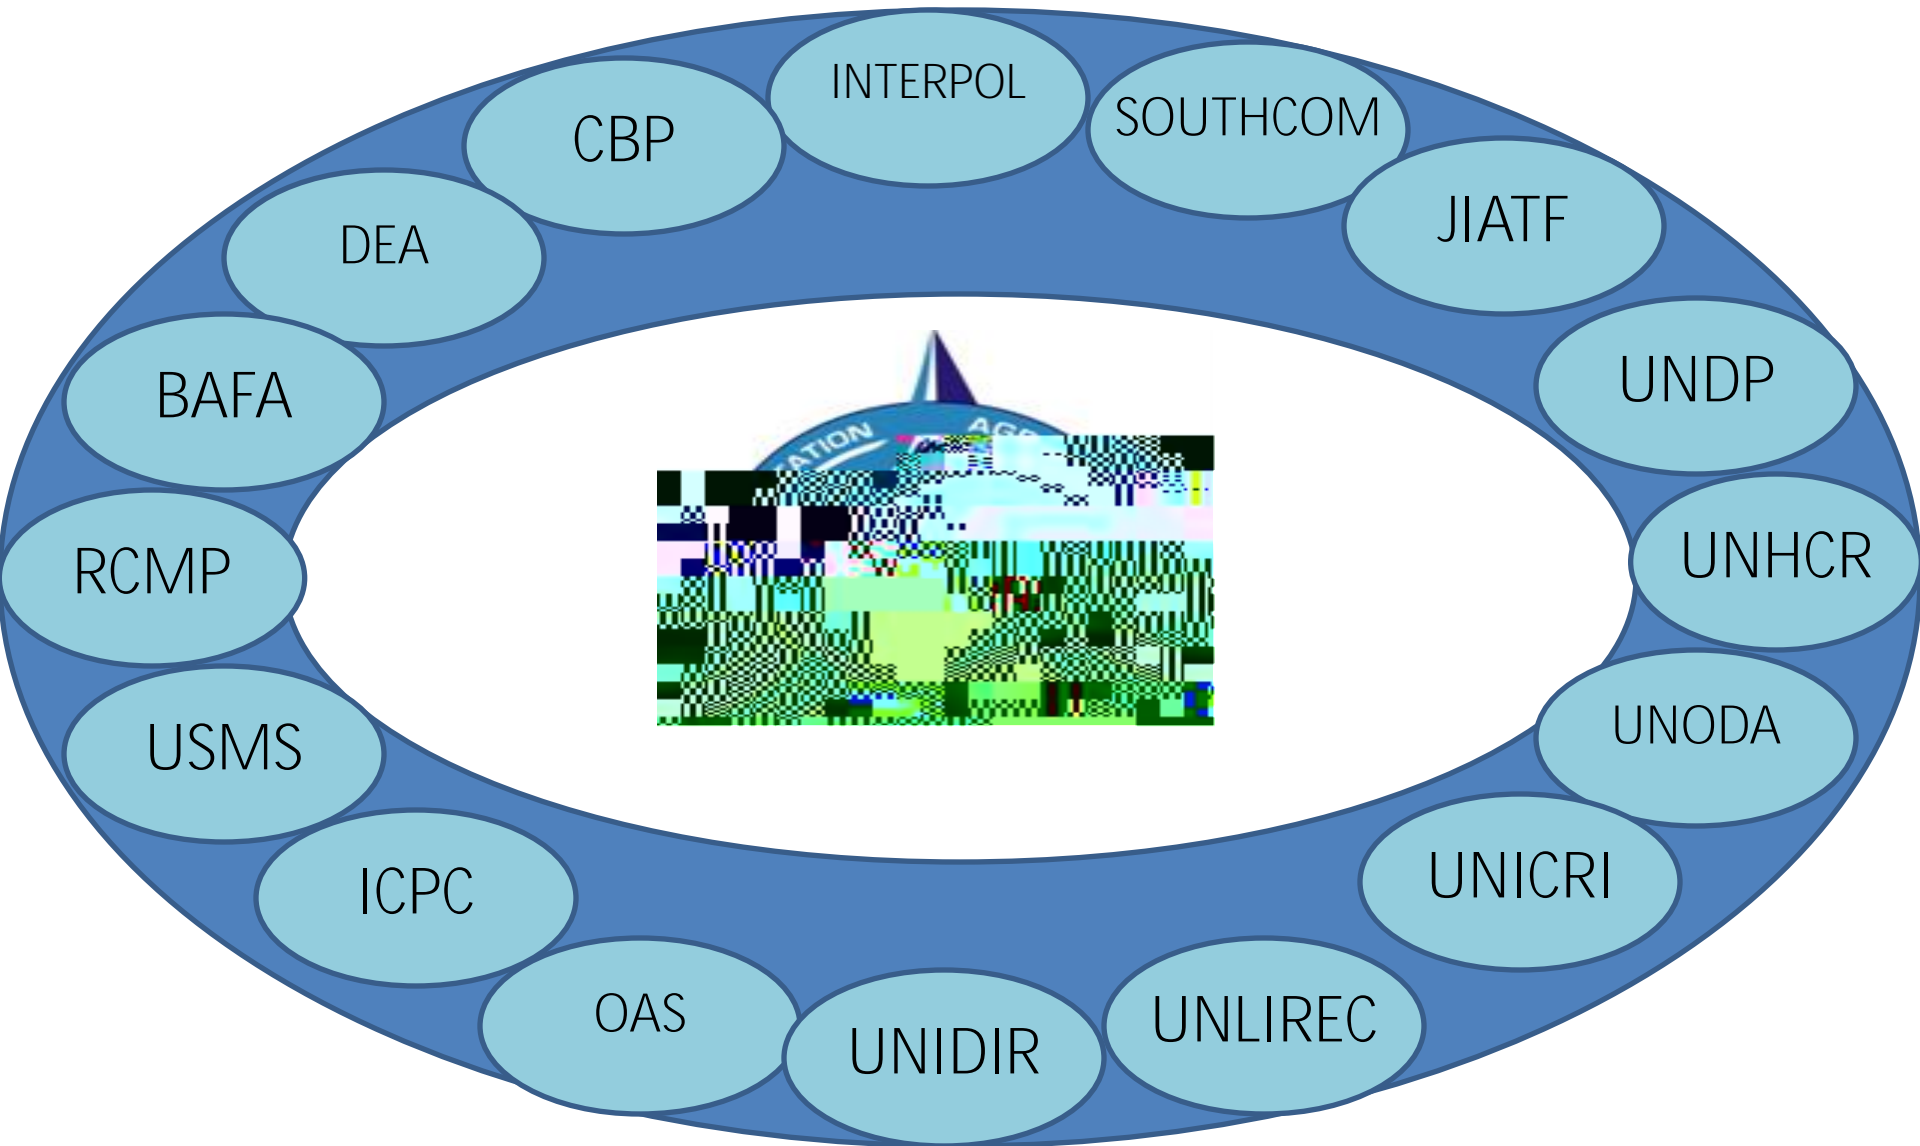 INTERPOL
SOUTHCOM
CBP
JIATF
DEA
UNDP
BAFA
UNHCR
RCMP
UNODA
USMS
UNICRI
ICPC
UNLIREC
OAS
UNIDIR